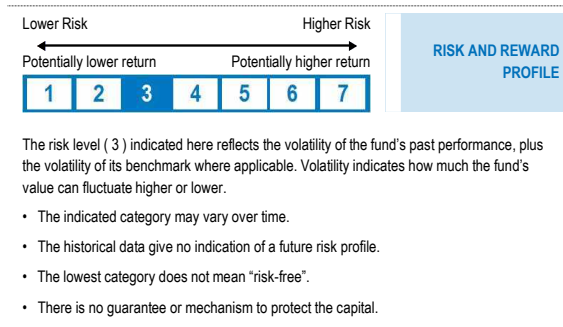 Lower Risk Higher Risk
Potentially lower return Potentially higher return
1 2 3 4 5 6 7
RISK AND REWARD
PROFILE
The risk level ( 3 ) indicated here reflects the volatility of the fund’s past performance, plus
the volatility of its benchmark where applicable. Volatility indicates how much the fund’s
value can fluctuate higher or lower.
• The indicated category may vary over time.
• The historical data give no indication of a future risk profile.
• The lowest category does not mean “risk-free”.
• There is no guarantee or mechanism to protect the capital.